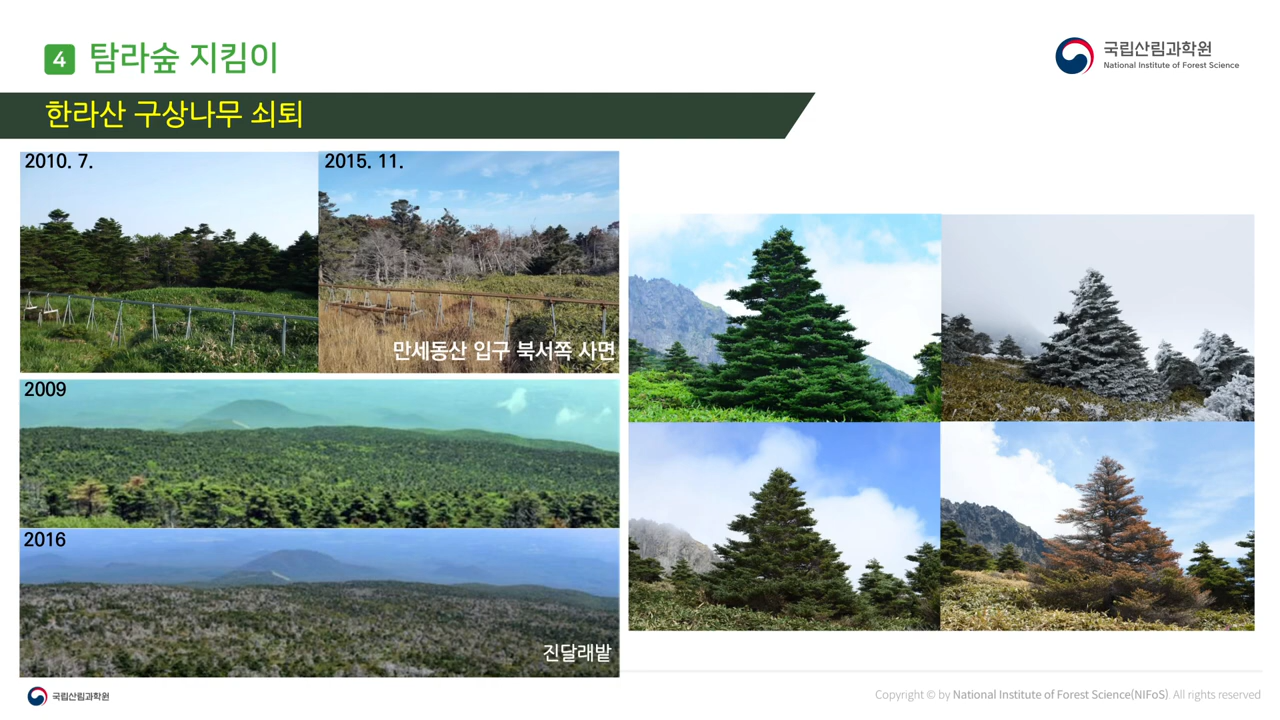 4 탐라숲 지킴이
국립산림과학원
National Institute of Forest Science
한라산 구상나무 쇠퇴
2010. 7.
2015. 11.
만세동산 입구 북서쪽 사면
2009
2016
진달래밭
국립산림과학원
Copyright © by National Institute of Forest Science(NIFoS). All rights reserved